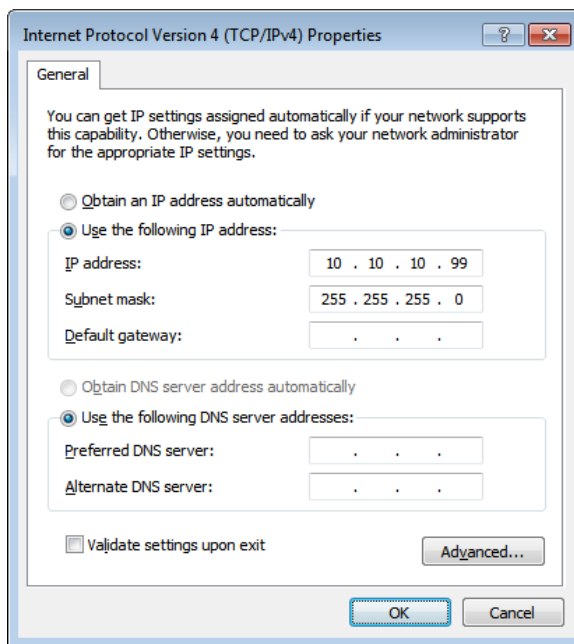 Internet Protocol Version 4 (TCP/IPv4) Properties
General
You can get IP settings assigned automatically if your network supports
this capability. Otherwise, you need to ask your network administrator
for the appropriate IP settings.
Obtain an IP address automatically
Use the following IP address:
IP address: 10 . 10 . 10 . 99
Subnet mask: 255 . 255 . 255 . 0
Default gateway: . . .
Obtain DNS server address automatically
Use the following DNS server addresses:
Preferred DNS server: . . .
Alternate DNS server: . . .
Validate settings upon exit
Advanced...
OK Cancel